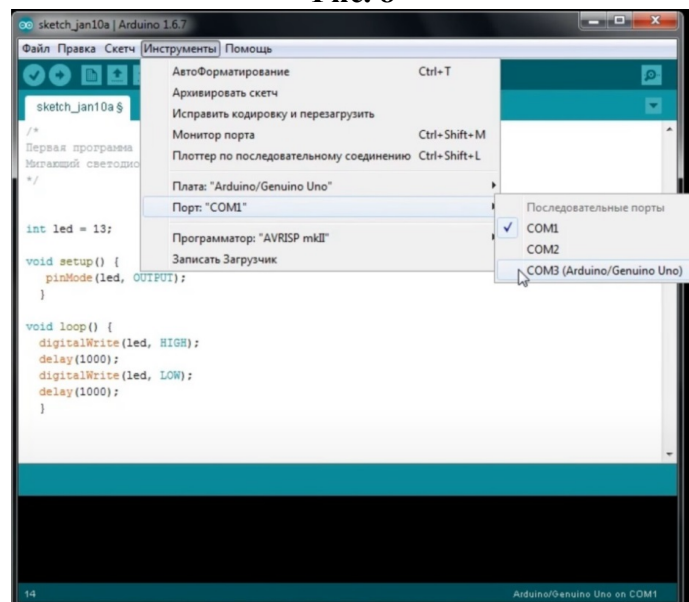 sketch_jan10a | Arduino 1.6.7
Файл Правка Скетч Инструменты Помощь
sketch_jan10a §
АвтоФорматирование Ctrl+T
Архивировать скетч
Исправить кодировку и перезагрузить
Монитор порта Ctrl+Shift+M
Плоттер по последовательному соединению Ctrl+Shift+L
Плата: "Arduino/Genuino Uno"
Порт: "COM1"
Программатор: "AVRISP mkII"
Записать Загрузчик
Последовательные порты
COM1
COM2
COM3 (Arduino/Genuino Uno)
/*
Первая программа
Мигающий светодио
*/
int led = 13;
void setup() {
pinMode(led, OUTPUT);
}
void loop() {
digitalWrite(led, HIGH);
delay(1000);
digitalWrite(led, LOW);
delay(1000);
}
14
Arduino/Genuino Uno on COM1